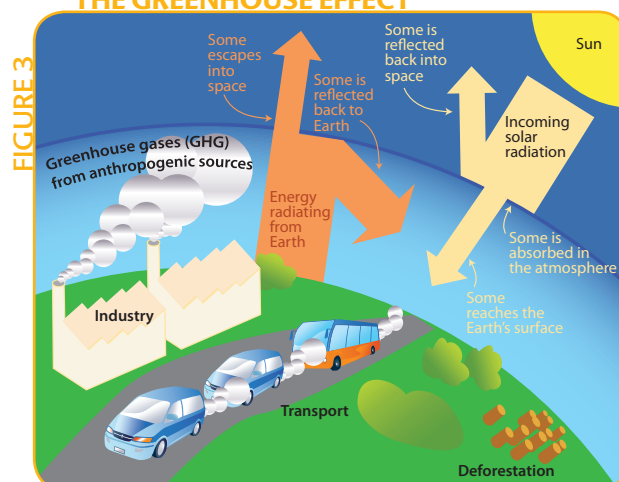 THE GREENHOUSE EFFECT
FIGURE 3
Some
escapes
into
space
Some is
reflected
back to
Earth
Some is
reflected
back into
space
Sun
Incoming
solar
radiation
Greenhouse gases (GHG)
from anthropogenic sources
Energy
radiating
from
Earth
Some is
absorbed in
the atmosphere
Some
reaches the
Earth's surface
Industry
Transport
Deforestation